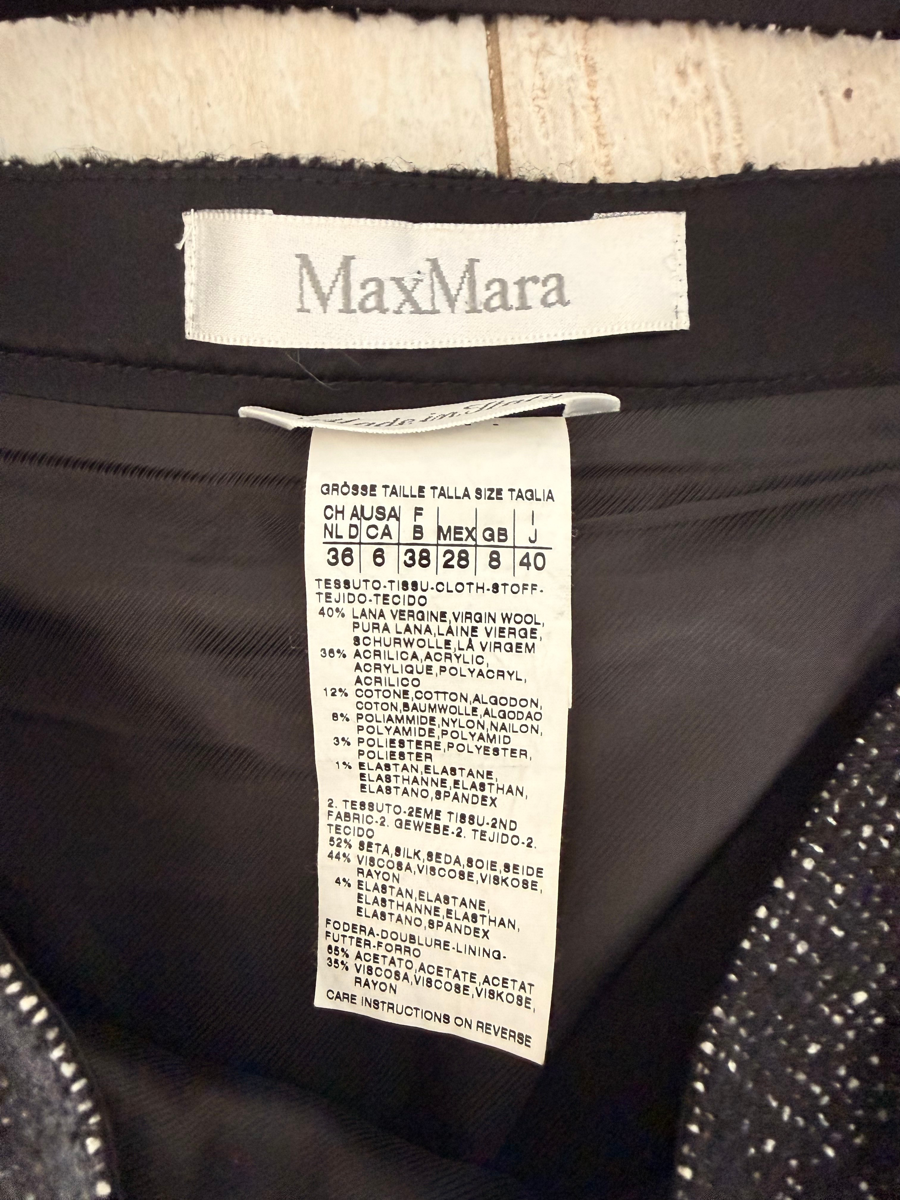 MaxMara
Made in Italy
GRÖSSE TAILLE TALLA SIZE TAGLIA
CH A USA F I
NL D CA B MEX GB J
36 6 38 28 8 40
TESSUTO-TISSU-CLOTH-STOFF-
TEJIDO-TECIDO
40% LANA VERGINE,VIRGIN WOOL,
PURA LANA,LAINE VIERGE,
SCHURWOLLE,LÀ VIRGEM
36% ACRILICA,ACRYLIC,
ACRYLIQUE,POLYACRYL,
ACRILICO
12% COTONE,COTTON,ALGODON,
COTON,BAUMWOLLE,ALGODAO
8% POLIAMMIDE,NYLON,NAILON,
POLYAMIDE,POLYAMID
3% POLIESTERE,POLYESTER,
POLIESTER
1% ELASTAN,ELASTANE,
ELASTHANNE,ELASTHAN,
ELASTANO,SPANDEX
2. TESSUTO-2EME TISSU-2ND
FABRIC-2. GEWEBE-2. TEJIDO-2.
TECIDO
52% SETA,SILK,SEDA,SOIE,SEIDE
44% VISCOSA,VISCOSE,VISKOSE,
RAYON
4% ELASTAN,ELASTANE,
ELASTHANNE,ELASTHAN,
ELASTANO,SPANDEX
FODERA-DOUBLURE-LINING-
FUTTER-FORRO
65% ACETATO,ACETATE,ACETAT
35% VISCOSA,VISCOSE,VISKOSE,
RAYON
CARE INSTRUCTIONS ON REVERSE